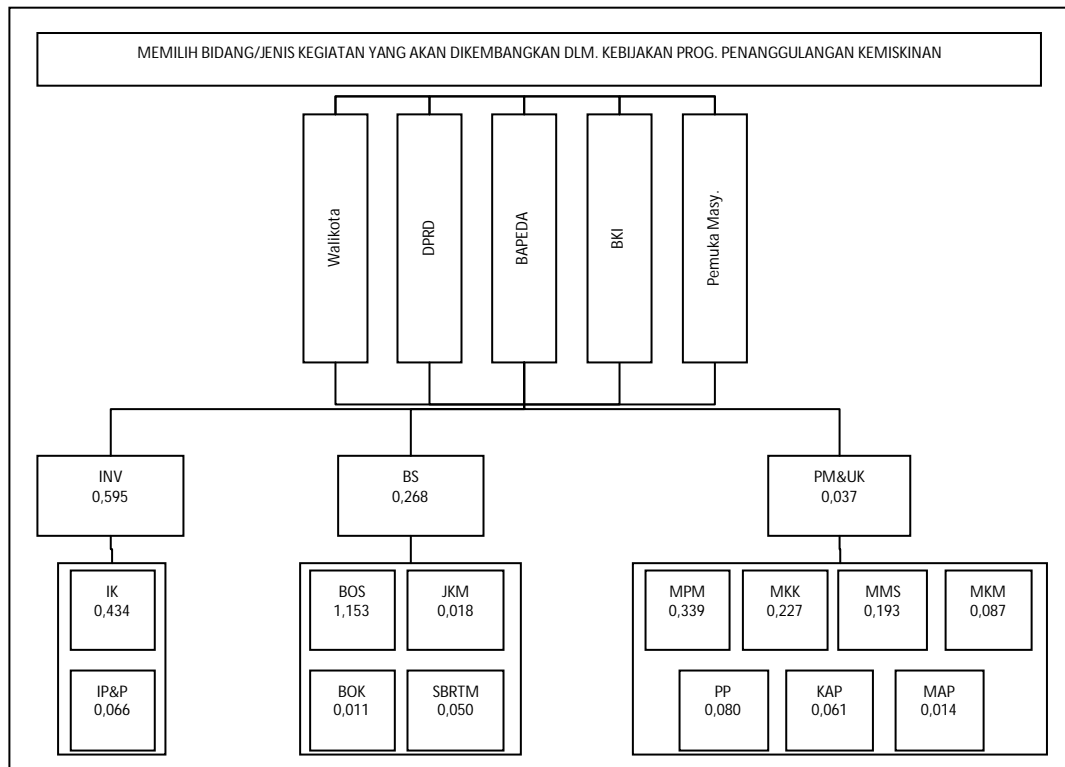 MEMILIH BIDANG/JENIS KEGIATAN YANG AKAN DIKEMBANGKAN DLM. KEBIJAKAN PROG. PENANGGULANGAN KEMISKINAN
Walikota
DPRD
BAPEDA
BKI
Pemuka Masy.
INV
0,595
BS
0,268
PM&UK
0,037
IK
0,434
IP&P
0,066
BOS
1,153
JKM
0,018
BOK
0,011
SBRTM
0,050
MPM
0,339
MKK
0,227
MMS
0,193
MKM
0,087
PP
0,080
KAP
0,061
MAP
0,014